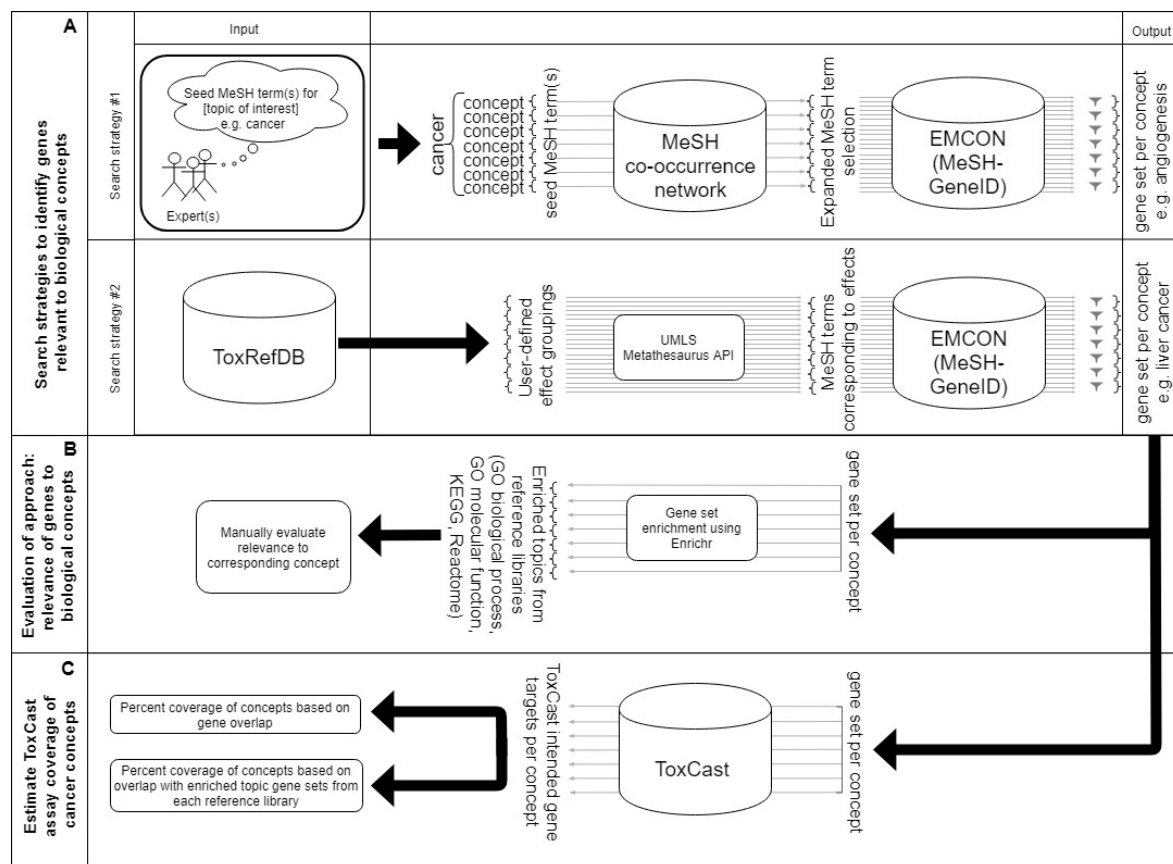 A
Input
Output
Search strategies to identify genes
relevant to biological concepts
Search strategy #1
Seed MeSH term(s) for
[topic of interest]
e.g. cancer
Expert(s)
cancer
concept
concept
concept
concept
concept
concept
concept
seed MeSH term(s)
MeSH
co-occurrence
network
Expanded MeSH term
selection
EMCON
(MeSH-
GeneID)
gene set per concept
e.g. angiogenesis
Search strategy #2
ToxRefDB
User-defined
effect groupings
UMLS
Metathesaurus API
MeSH terms
corresponding to effects
EMCON
(MeSH-
GeneID)
gene set per concept
e.g. liver cancer
B
Evaluation of approach:
relevance of genes to
biological concepts
Manually evaluate
relevance to
corresponding concept
Enriched topics from
reference libraries
(GO biological process,
GO molecular function,
KEGG, Reactome)
Gene set
enrichment using
Enrichr
gene set per concept
C
Estimate ToxCast
assay coverage of
cancer concepts
Percent coverage of concepts based on
gene overlap
Percent coverage of concepts based on
overlap with enriched topic gene sets from
each reference library
ToxCast intended gene
targets per concept
ToxCast
gene set per concept